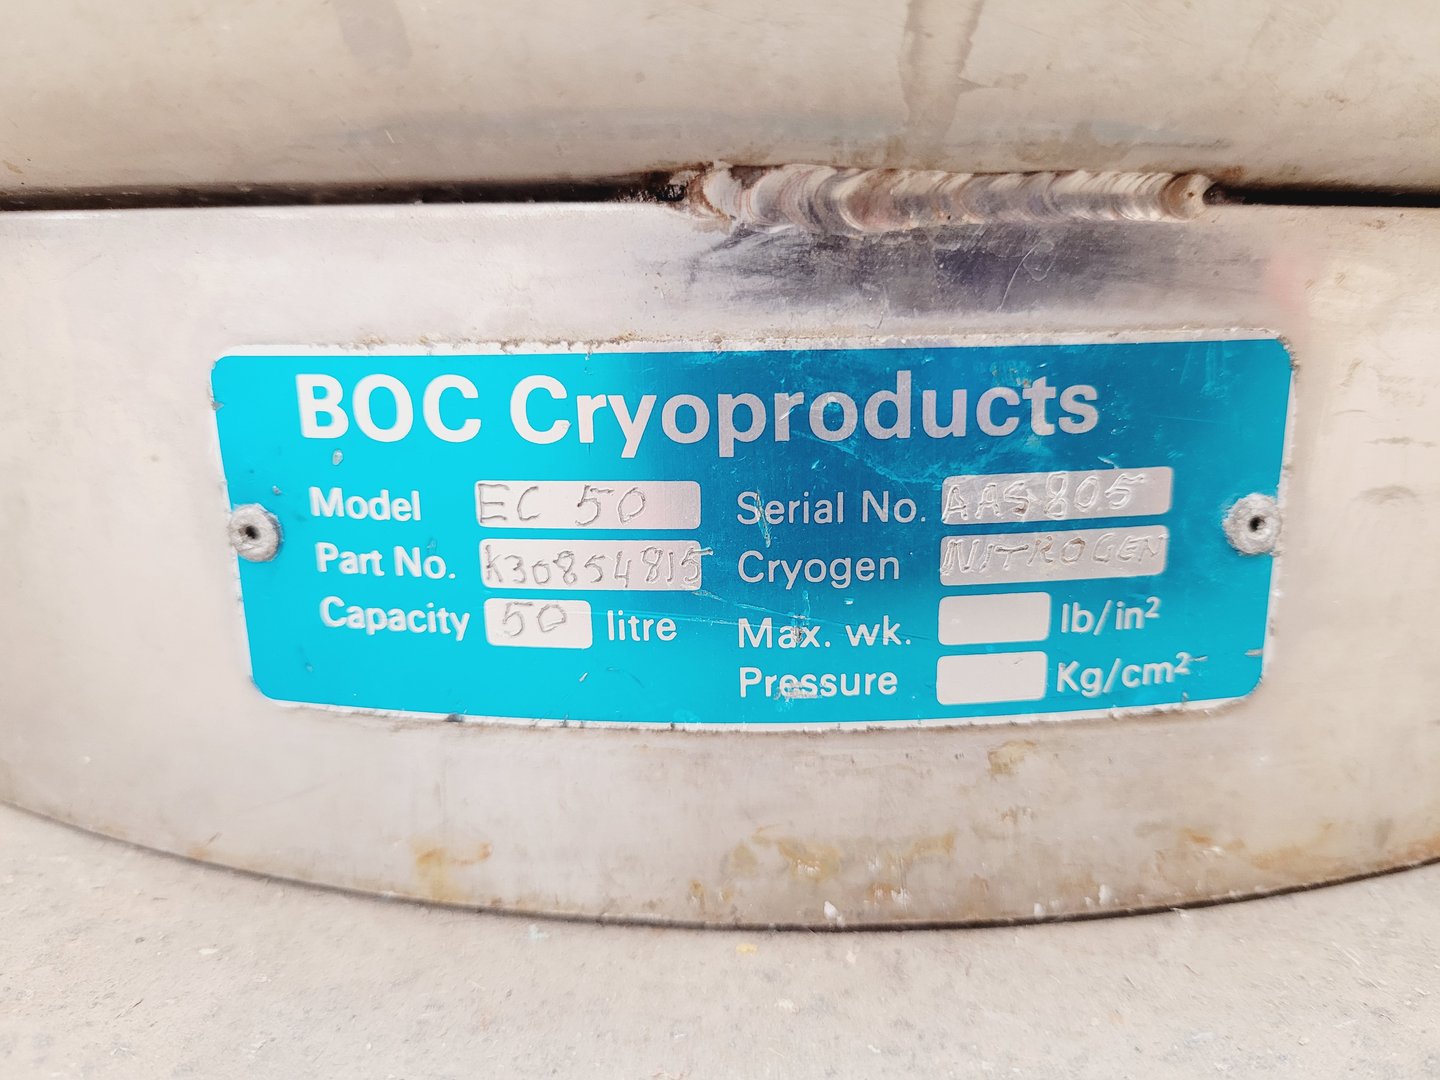 BOC Cryoproducts
Model EC 50
Part No. K30854815
Capacity 50 litre
Serial No. AAS805
Cryogen NITROGEN
Max. wk. lb/in²
Pressure Kg/cm²